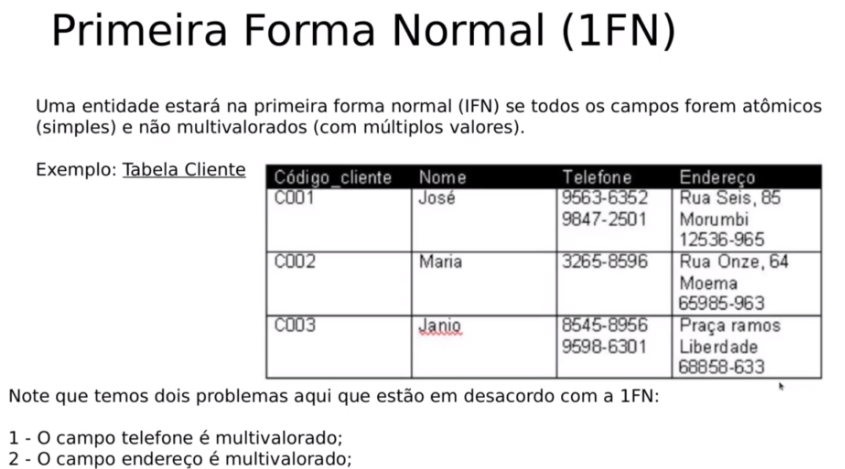 Primeira Forma Normal (1FN)
Uma entidade estará na primeira forma normal (IFN) se todos os campos forem atômicos
(simples) e não multivalorados (com múltiplos valores).
Exemplo: Tabela Cliente
Código_cliente Nome Telefone Endereço
C001 José 9563-6352 Rua Seis, 85
9847-2501 Morumbi
12536-965
C002 Maria 3265-8596 Rua Onze, 64
Moema
65985-963
C003 Janio 8545-8956 Praça ramos
9598-6301 Liberdade
68858-633
Note que temos dois problemas aqui que estão em desacordo com a 1FN:
1 - O campo telefone é multivalorado;
2 - O campo endereço é multivalorado;